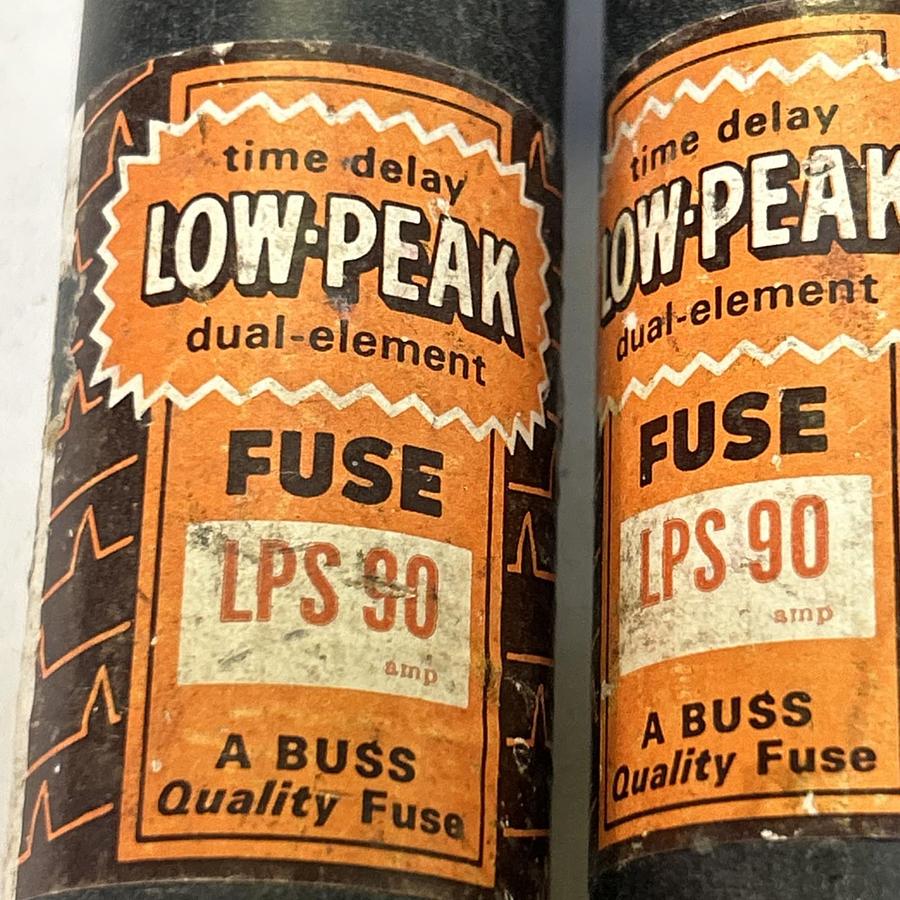 time delay
LOW·PEAK
dual-element
FUSE
LPS 90
amp
A BUSS
Quality Fuse
time delay
LOW·PEAK
dual-element
FUSE
LPS 90
amp
A BUSS
Quality Fuse